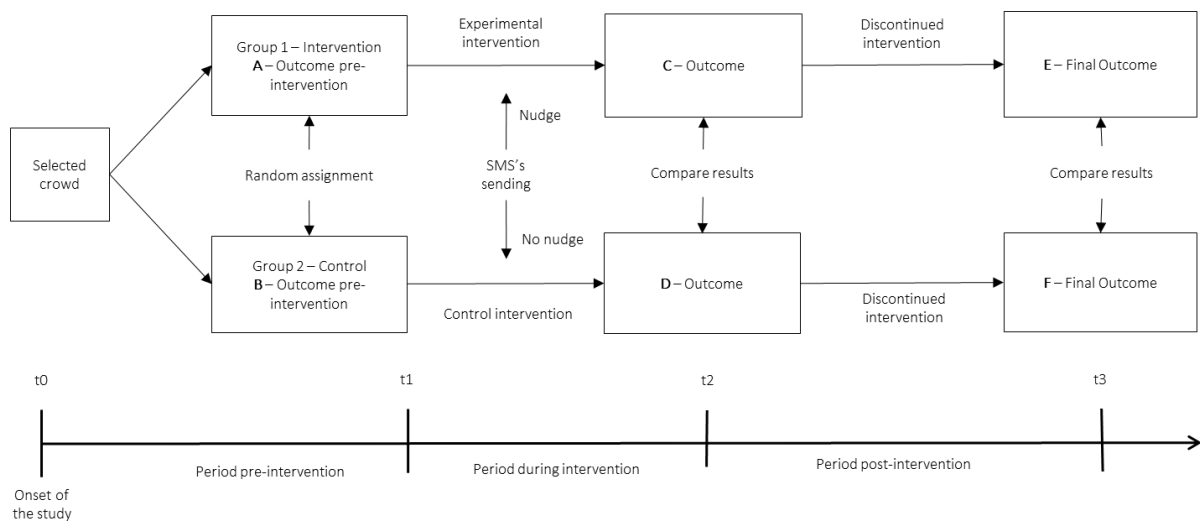 Selected
crowd
Group 1 – Intervention
A – Outcome pre-
intervention
Random assignment
Group 2 – Control
B – Outcome pre-
intervention
Experimental
intervention
Nudge
SMS's
sending
No nudge
Control intervention
C – Outcome
Compare results
D – Outcome
Discontinued
intervention
Discontinued
intervention
E – Final Outcome
Compare results
F – Final Outcome
t0
t1
t2
t3
Period pre-intervention
Period during intervention
Period post-intervention
Onset of
the study